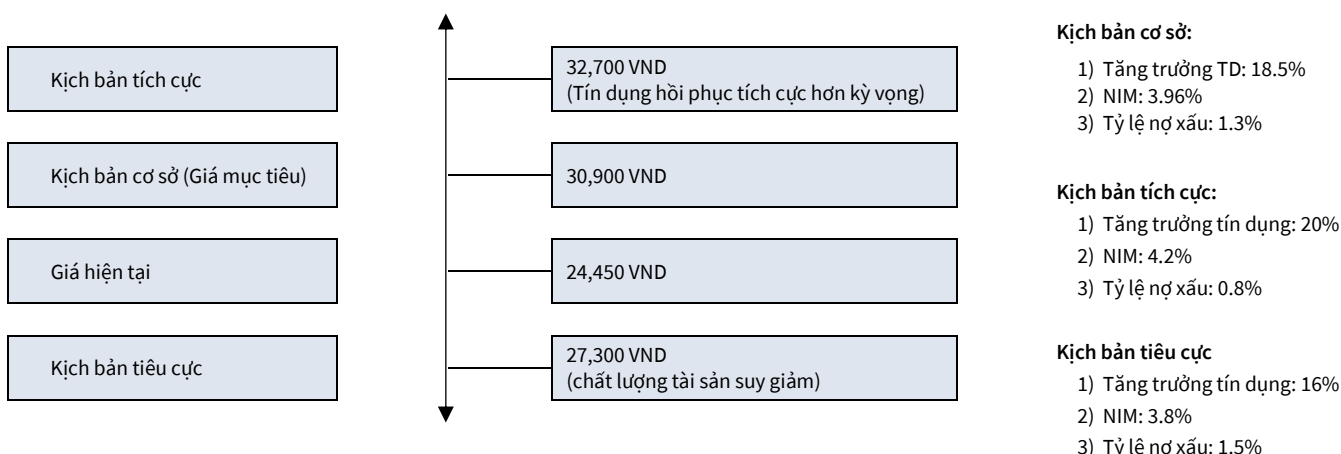 Kịch bản tích cực
32,700 VND
(Tín dụng hồi phục tích cực hơn kỳ vọng)
Kịch bản cơ sở (Giá mục tiêu)
30,900 VND
Giá hiện tại
24,450 VND
Kịch bản tiêu cực
27,300 VND
(chất lượng tài sản suy giảm)
Kịch bản cơ sở:
1) Tăng trưởng TD: 18.5%
2) NIM: 3.96%
3) Tỷ lệ nợ xấu: 1.3%
Kịch bản tích cực:
1) Tăng trưởng tín dụng: 20%
2) NIM: 4.2%
3) Tỷ lệ nợ xấu: 0.8%
Kịch bản tiêu cực
1) Tăng trưởng tín dụng: 16%
2) NIM: 3.8%
3) Tỷ lệ nợ xấu: 1.5%